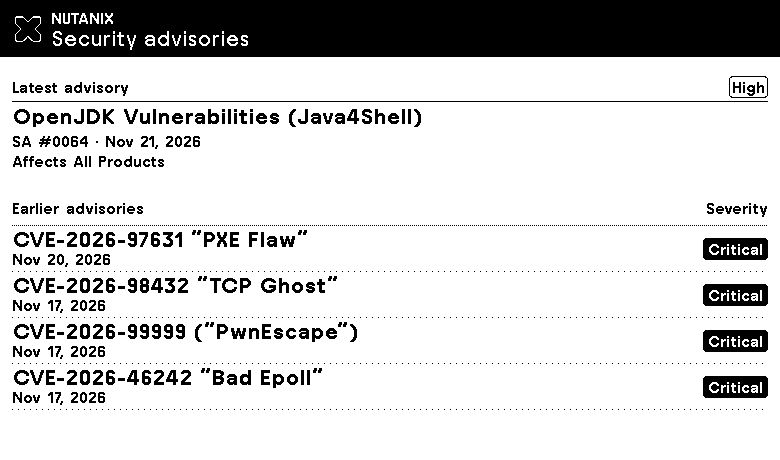 NUTANIX
Security advisories
Latest advisory
High
OpenJDK Vulnerabilities (Java4Shell)
SA #0064 · Nov 21, 2026
Affects All Products
Earlier advisories
Severity
CVE-2026-97631 "PXE Flaw"
Nov 20, 2026
Critical
CVE-2026-98432 "TCP Ghost"
Nov 17, 2026
Critical
CVE-2026-99999 ("PwnEscape")
Nov 17, 2026
Critical
CVE-2026-46242 "Bad Epoll"
Nov 17, 2026
Critical